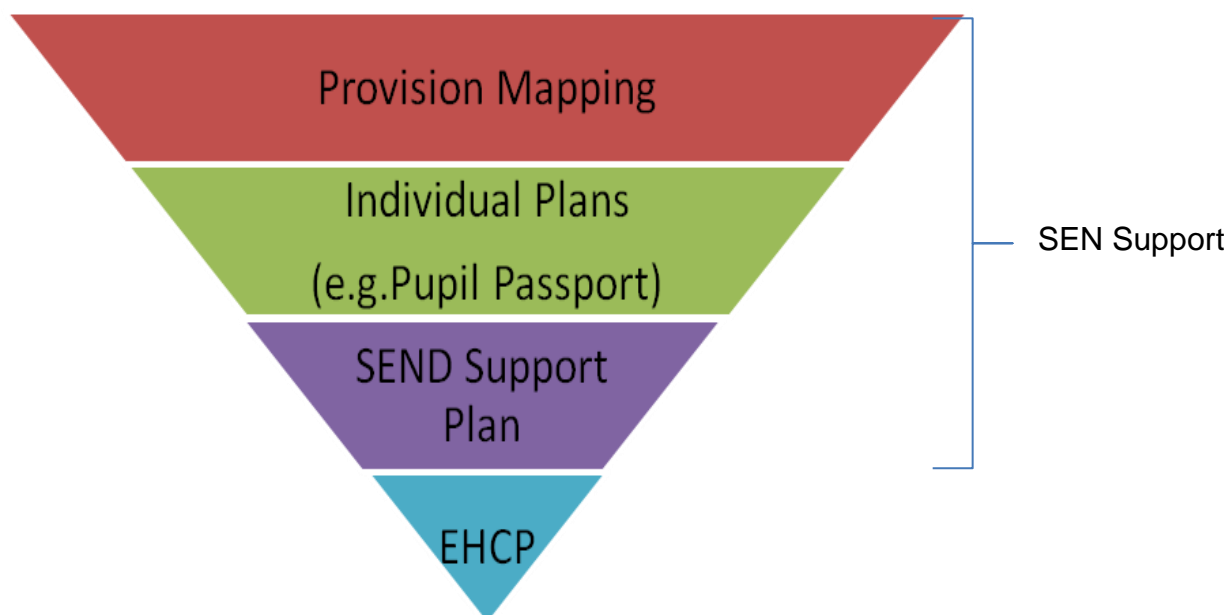 Provision Mapping
Individual Plans
(e.g.Pupil Passport)
SEN Support
SEND Support
Plan
EHCP